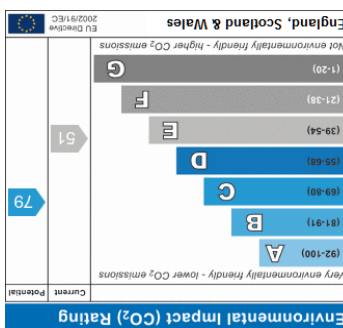 Environmental Impact (CO₂) Rating
Current Potential
Very environmentally friendly - lower CO₂ emissions
(92-100) A
(81-91) B
(69-80) C
79
(55-68) D
(39-54) E
51
(21-38) F
(1-20) G
Not environmentally friendly - higher CO₂ emissions
England, Scotland & Wales
EU Directive
2002/91/EC